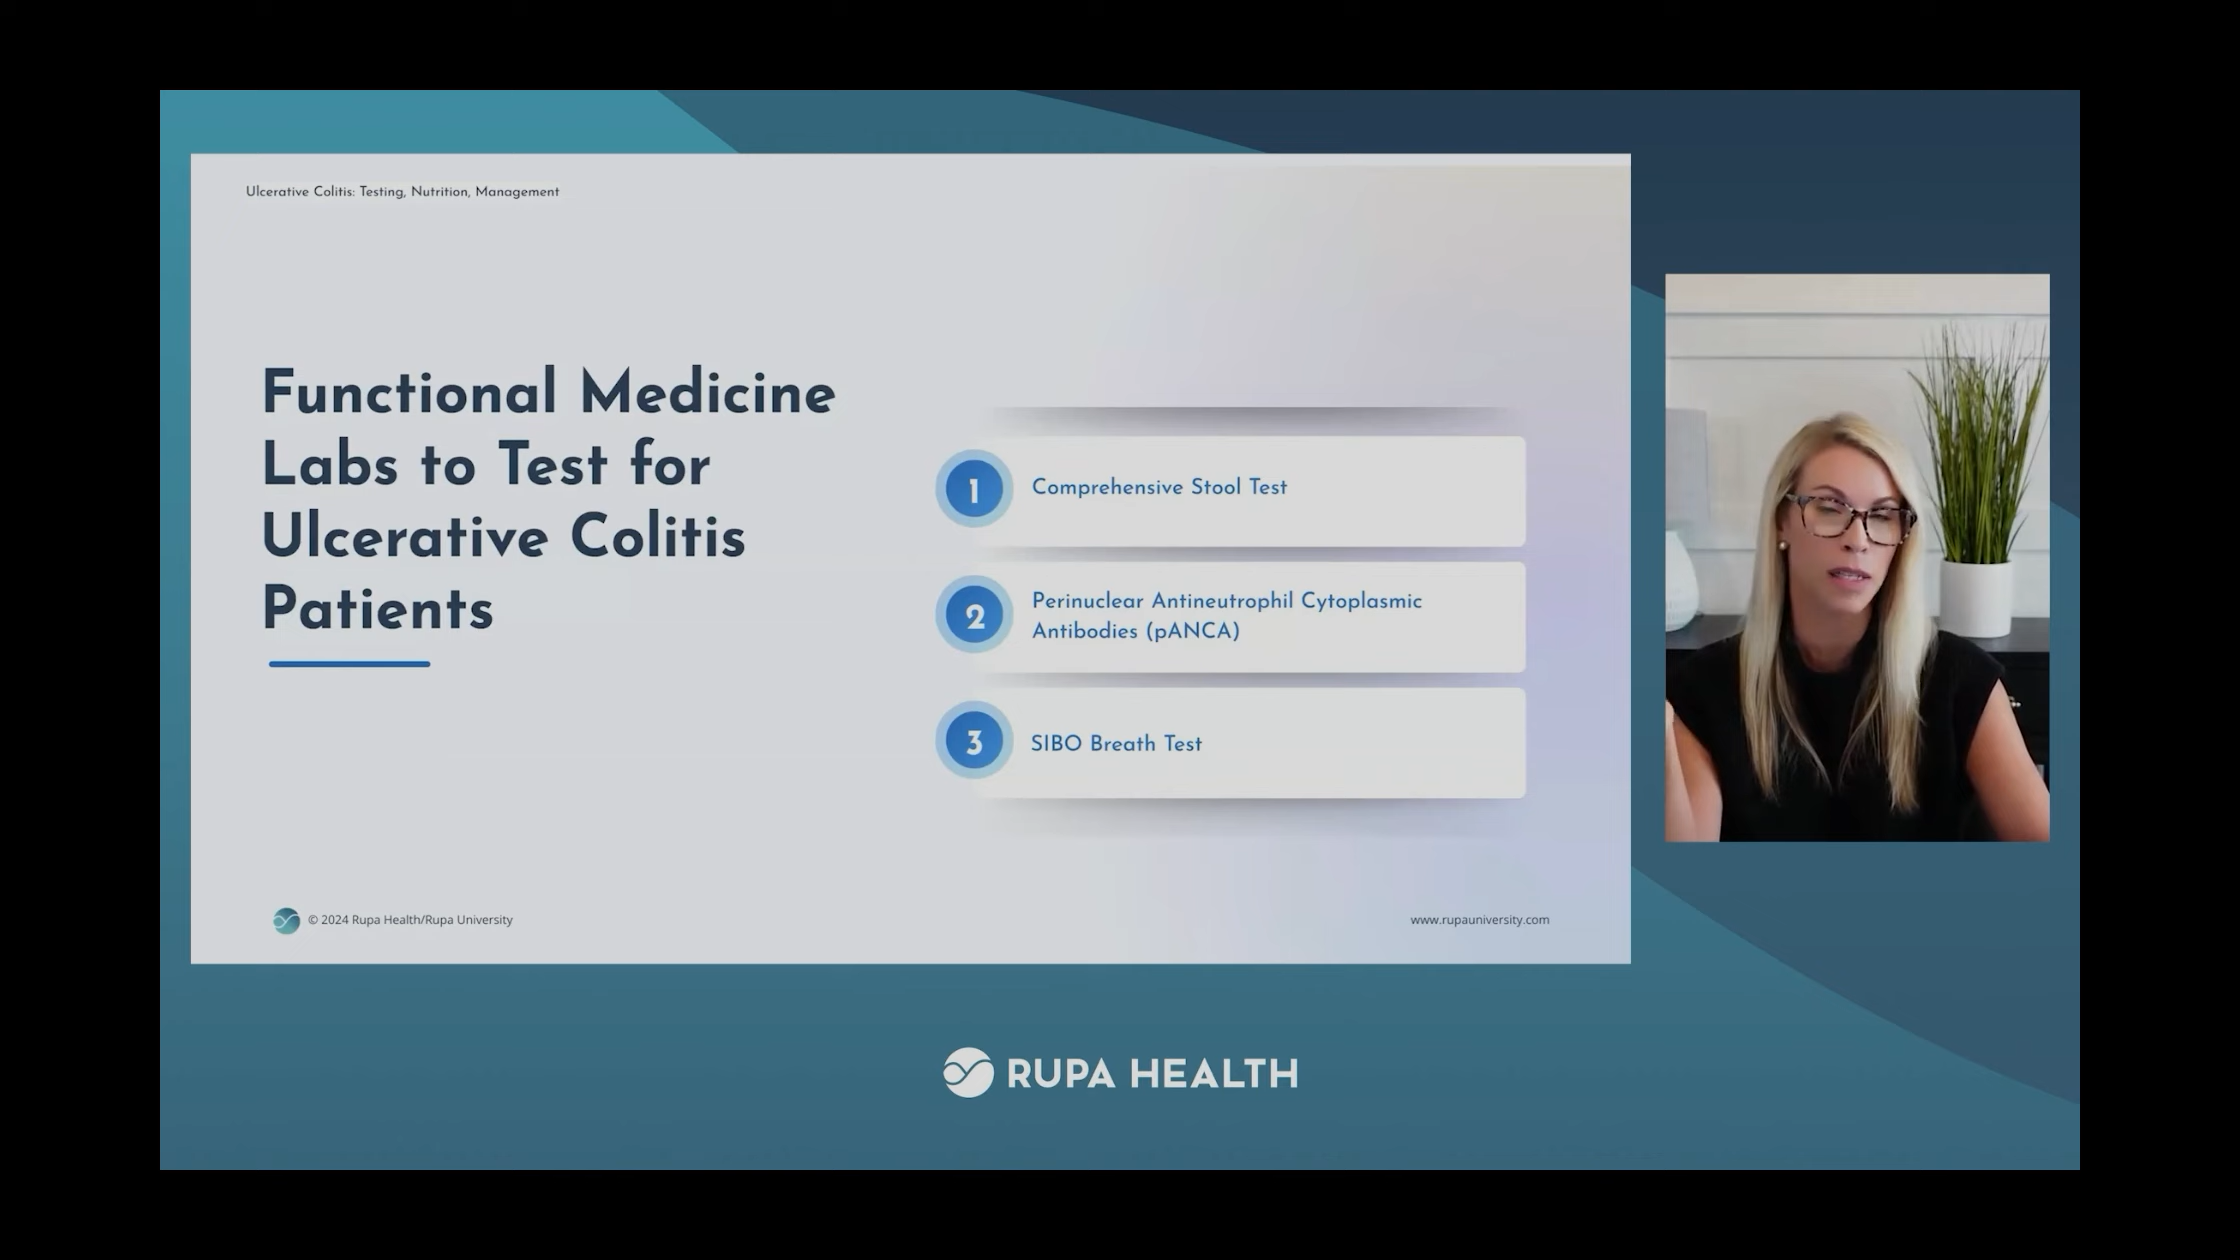 Ulcerative Colitis: Testing, Nutrition, Management
Functional Medicine
Labs to Test for
Ulcerative Colitis
Patients
1
Comprehensive Stool Test
2
Perinuclear Antineutrophil Cytoplasmic
Antibodies (pANCA)
3
SIBO Breath Test
© 2024 Rupa Health/Rupa University
www.rupauniversity.com
RUPA HEALTH